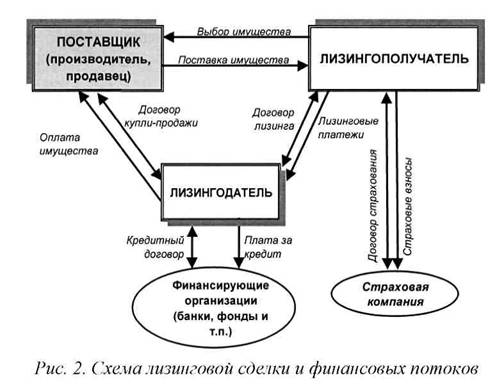 Выбор имущества
ПОСТАВЩИК
(производитель,
продавец)
ЛИЗИНГОПОЛУЧАТЕЛЬ
Поставка имущества
Договор
купли-продажи
Договор
лизинга
Лизинговые
платежи
Оплата
имущества
ЛИЗИНГОДАТЕЛЬ
Договор страхования
Страховые взносы
Кредитный
договор
Плата за
кредит
Финансирующие
организации
(банки, фонды и
т.п.)
Страховая
компания
Рис. 2. Схема лизинговой сделки и финансовых потоков